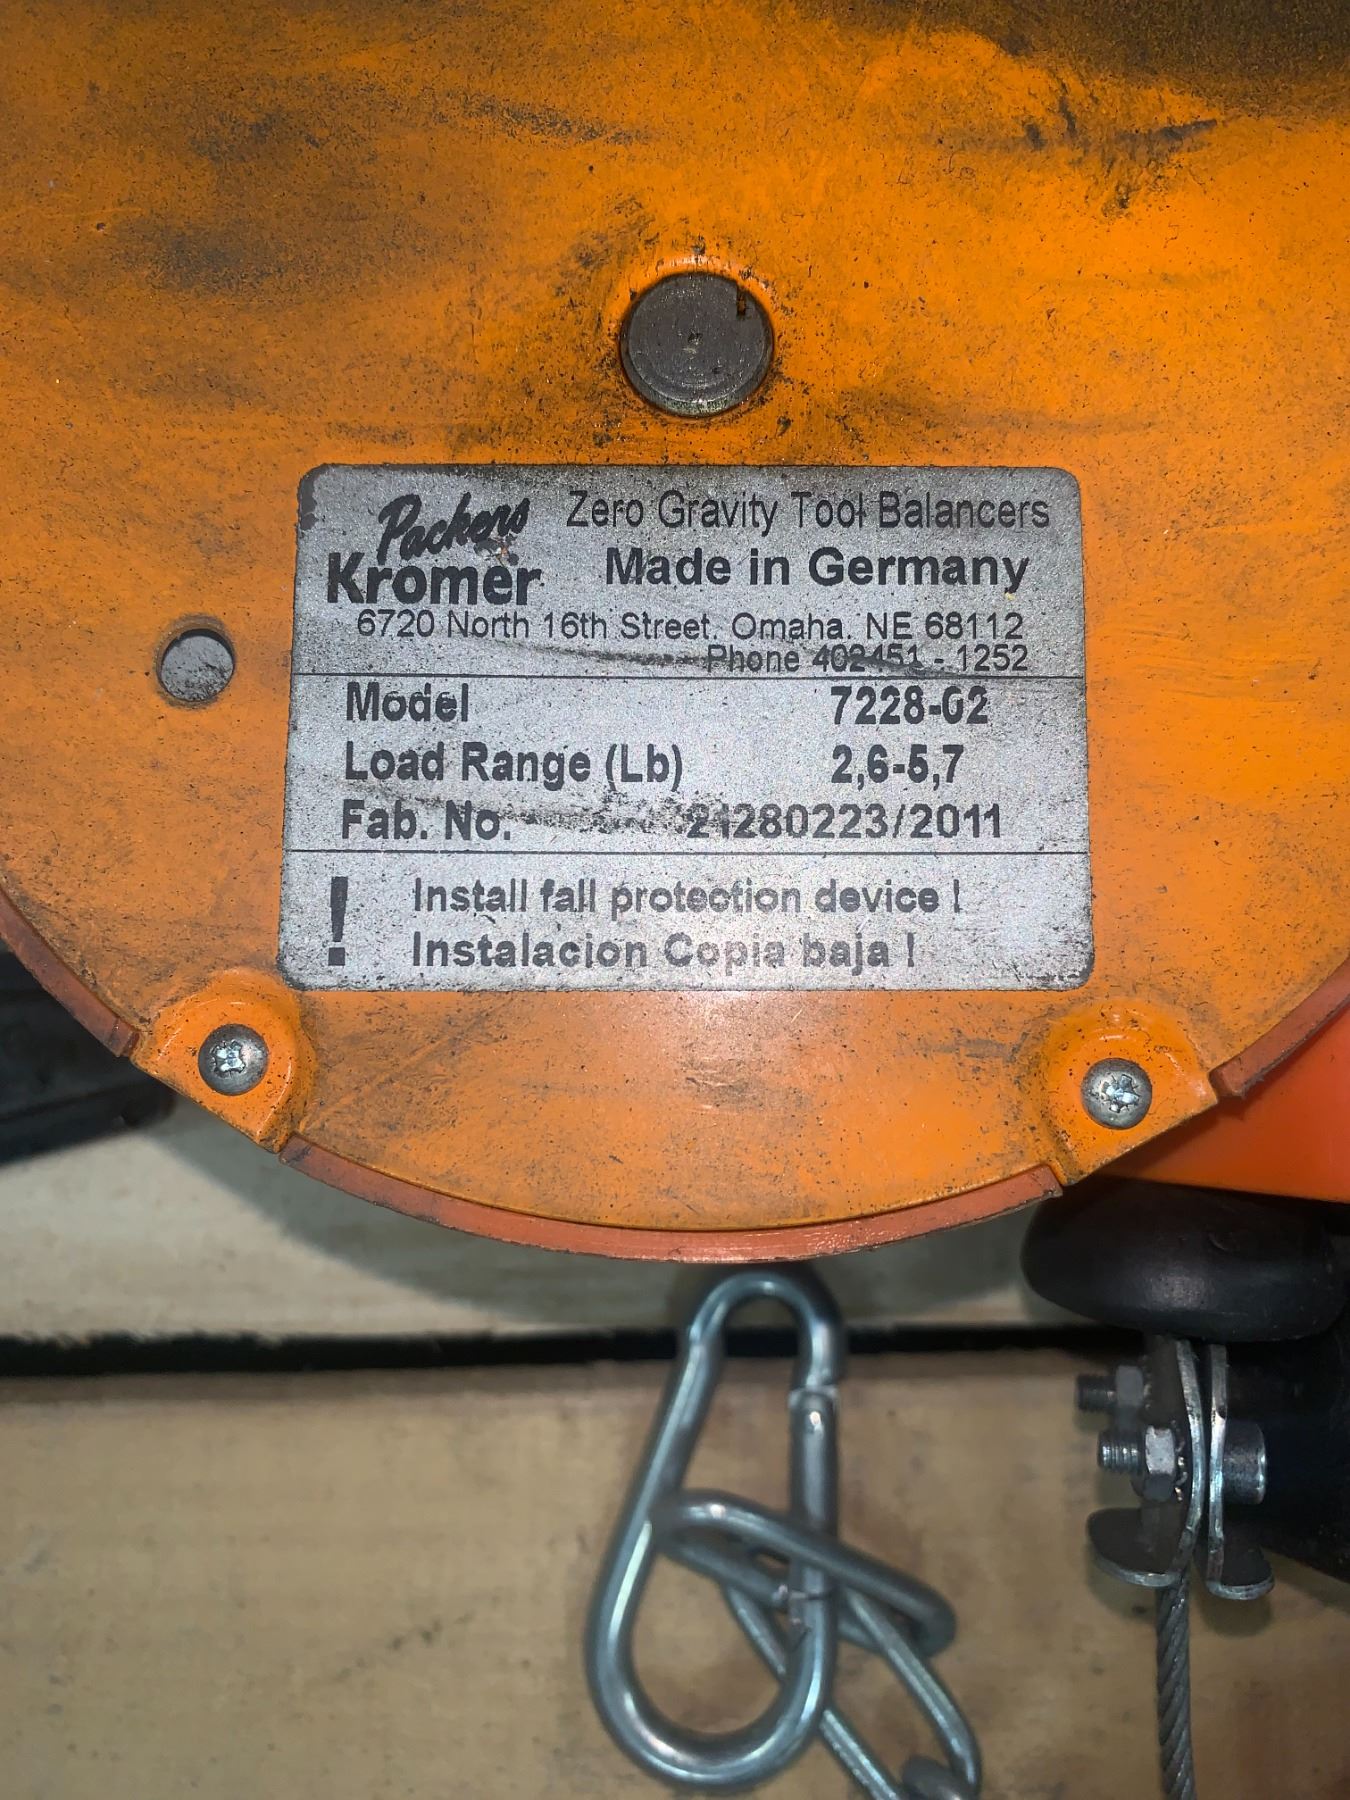 Packers Zero Gravity Tool Balancers
Kromer Made in Germany
6720 North 16th Street. Omaha. NE 68112
Phone 402451 - 1252
Model 7228-02
Load Range (Lb) 2,6-5,7
Fab. No. 21280223/2011
! Install fall protection device !
Instalacion Copia baja !